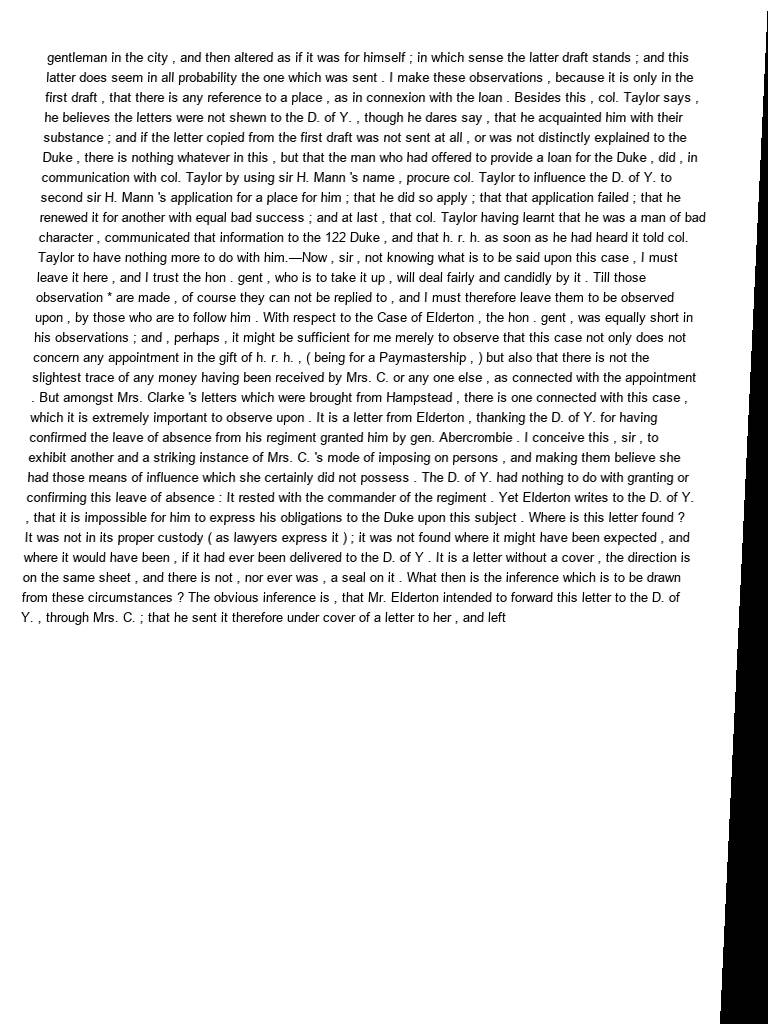 gentleman in the city , and then altered as if it was for himself ; in which sense the latter draft stands ; and this
latter does seem in all probability the one which was sent . I make these observations , because it is only in the
first draft , that there is any reference to a place , as in connexion with the loan . Besides this , col. Taylor says ,
he believes the letters were not shewn to the D. of Y. , though he dares say , that he acquainted him with their
substance ; and if the letter copied from the first draft was not sent at all , or was not distinctly explained to the
Duke , there is nothing whatever in this , but that the man who had offered to provide a loan for the Duke , did , in
communication with col. Taylor by using sir H. Mann 's name , procure col. Taylor to influence the D. of Y. to
second sir H. Mann 's application for a place for him ; that he did so apply ; that that application failed ; that he
renewed it for another with equal bad success ; and at last , that col. Taylor having learnt that he was a man of bad
character , communicated that information to the 122 Duke , and that h. r. h. as soon as he had heard it told col.
Taylor to have nothing more to do with him.—Now , sir , not knowing what is to be said upon this case , I must
leave it here , and I trust the hon . gent , who is to take it up , will deal fairly and candidly by it . Till those
observation * are made , of course they can not be replied to , and I must therefore leave them to be observed
upon , by those who are to follow him . With respect to the Case of Elderton , the hon . gent , was equally short in
his observations ; and , perhaps , it might be sufficient for me merely to observe that this case not only does not
concern any appointment in the gift of h. r. h. , ( being for a Paymastership , ) but also that there is not the
slightest trace of any money having been received by Mrs. C. or any one else , as connected with the appointment
. But amongst Mrs. Clarke 's letters which were brought from Hampstead , there is one connected with this case ,
which it is extremely important to observe upon . It is a letter from Elderton , thanking the D. of Y. for having
confirmed the leave of absence from his regiment granted him by gen. Abercrombie . I conceive this , sir , to
exhibit another and a striking instance of Mrs. C. 's mode of imposing on persons , and making them believe she
had those means of influence which she certainly did not possess . The D. of Y. had nothing to do with granting or
confirming this leave of absence : It rested with the commander of the regiment . Yet Elderton writes to the D. of Y.
, that it is impossible for him to express his obligations to the Duke upon this subject . Where is this letter found ?
It was not in its proper custody ( as lawyers express it ) ; it was not found where it might have been expected , and
where it would have been , if it had ever been delivered to the D. of Y . It is a letter without a cover , the direction is
on the same sheet , and there is not , nor ever was , a seal on it . What then is the inference which is to be drawn
from these circumstances ? The obvious inference is , that Mr. Elderton intended to forward this letter to the D. of
Y. , through Mrs. C. ; that he sent it therefore under cover of a letter to her , and left